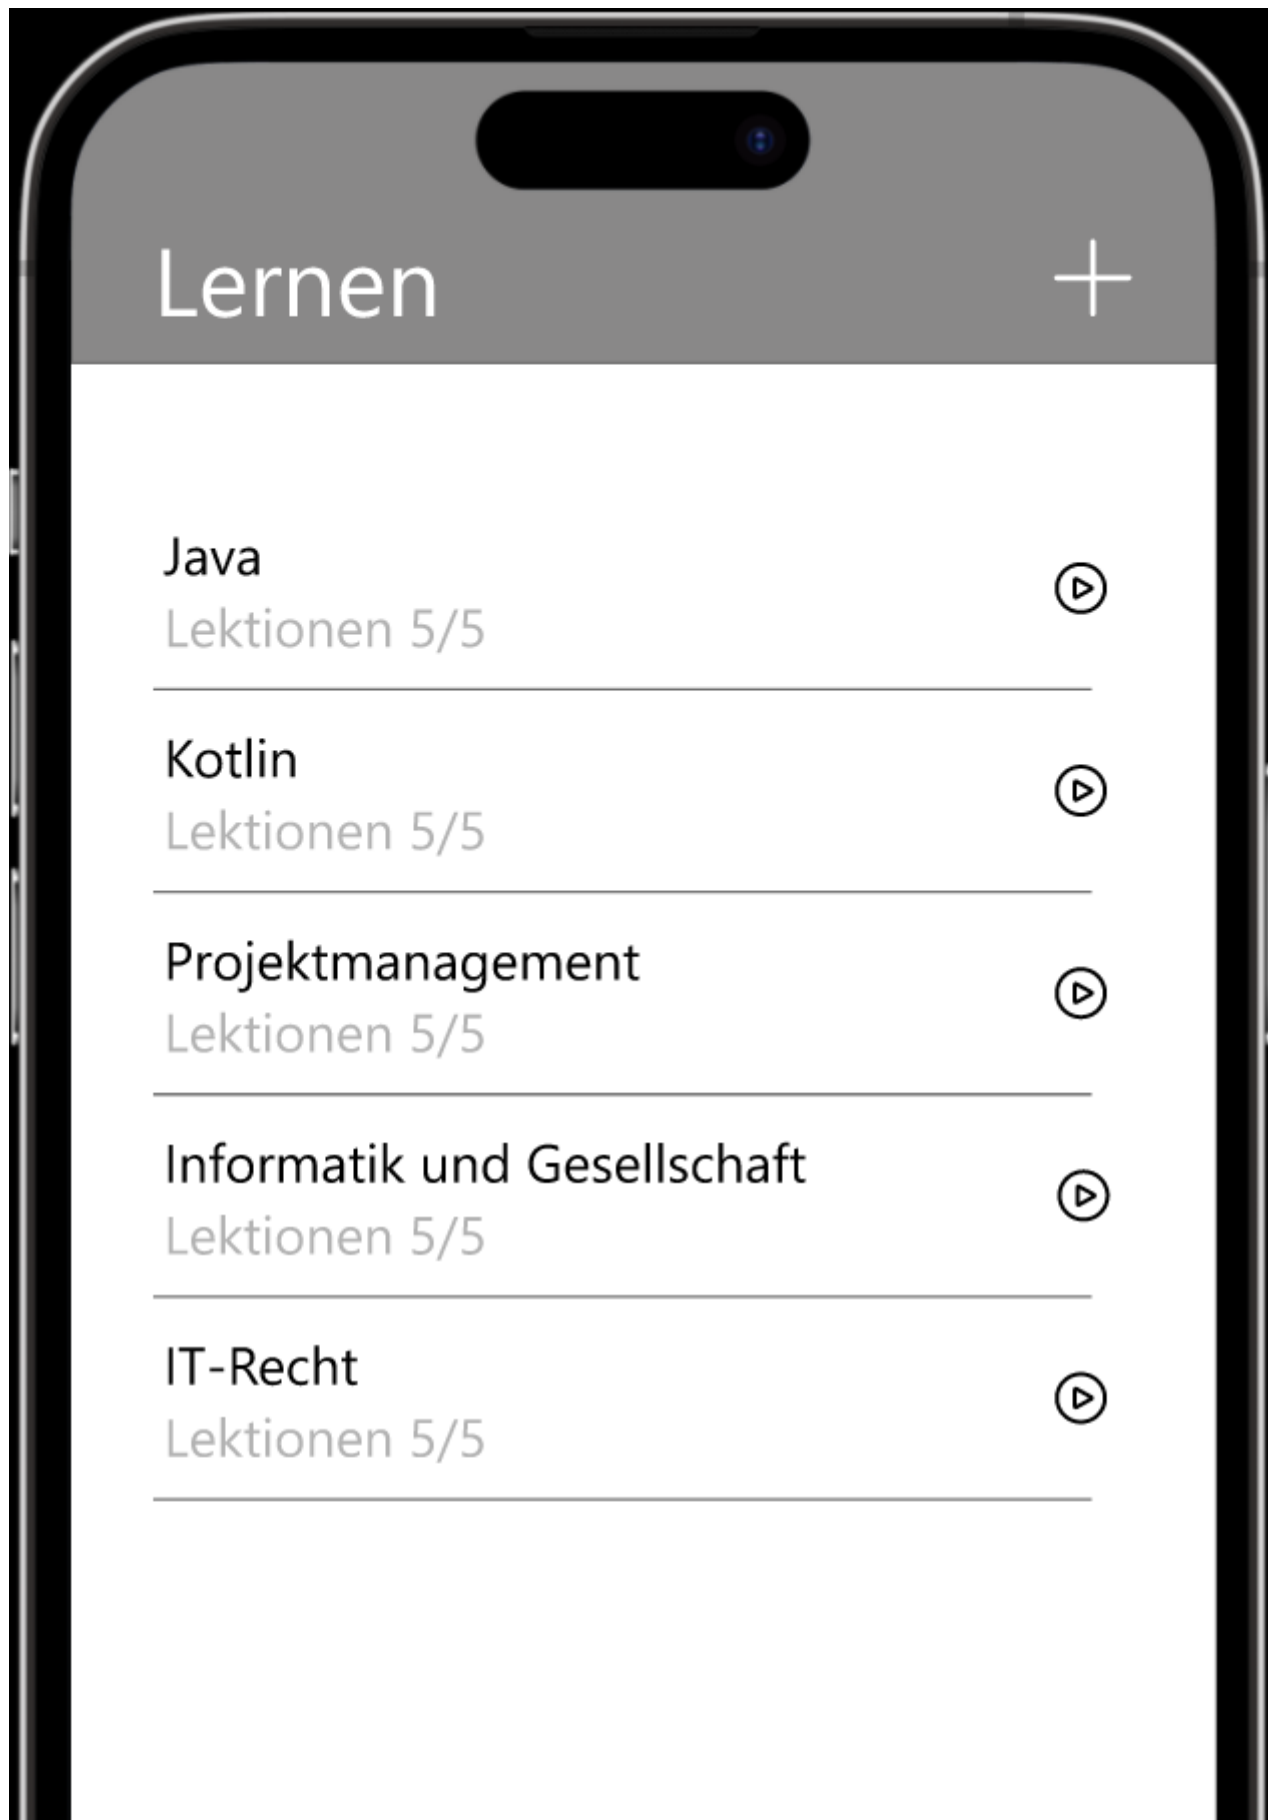 Lernen
Java
Lektionen 5/5
Kotlin
Lektionen 5/5
Projektmanagement
Lektionen 5/5
Informatik und Gesellschaft
Lektionen 5/5
IT-Recht
Lektionen 5/5